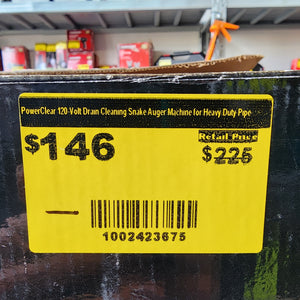 PowerClear 120-Volt Drain Cleaning Snake Auger Machine for Heavy Duty Pipe
$146
Retail Price
$225
1002423675